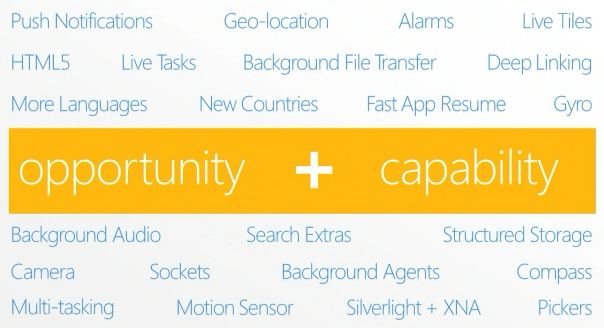 Push Notifications Geo-location Alarms Live Tiles
HTML5 Live Tasks Background File Transfer Deep Linking
More Languages New Countries Fast App Resume Gyro
opportunity + capability
Background Audio Search Extras Structured Storage
Camera Sockets Background Agents Compass
Multi-tasking Motion Sensor Silverlight + XNA Pickers